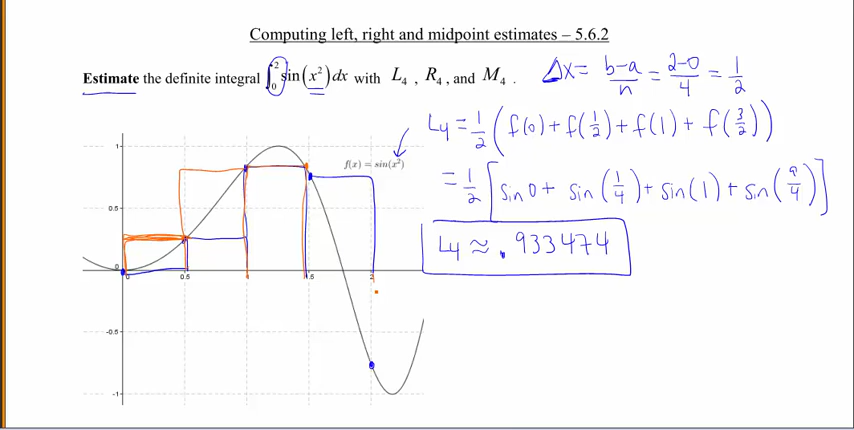 Computing left, right and midpoint estimates – 5.6.2
Estimate the definite integral ∫₀² sin(x²)dx with L₄ , R₄, and M₄ .
Δx = (b-a)/n = (2-0)/4 = 1/2
L₄ = 1/2 (f(0) + f(1/2) + f(1) + f(3/2))
= 1/2 [sin 0 + sin(1/4) + sin(1) + sin(9/4)]
L₄ ≈ .933474
f(x) = sin(x²)
1
0.5
0
0 0.5 1.5 2
-0.5
-1